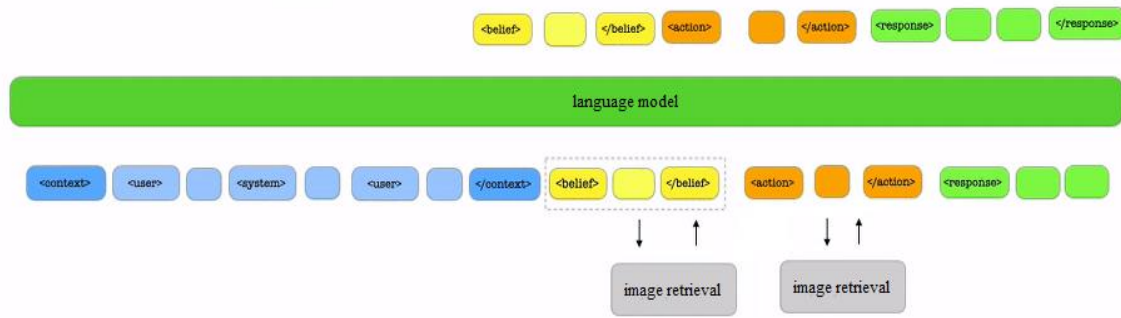 <belief> </belief> <action> </action> <response> </response>
language model
<context> <user> <system> <user> </context> <belief> </belief> <action> </action> <response>
image retrieval image retrieval